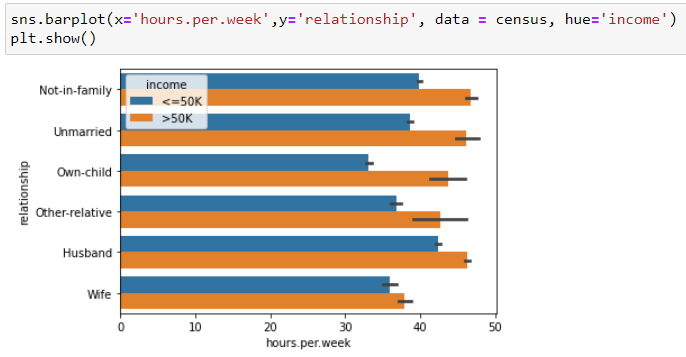 sns.barplot(x='hours.per.week',y='relationship', data = census, hue='income')
plt.show()
income
<=50K
>50K
Not-in-family
Unmarried
Own-child
Other-relative
Husband
Wife
relationship
0 10 20 30 40 50
hours.per.week